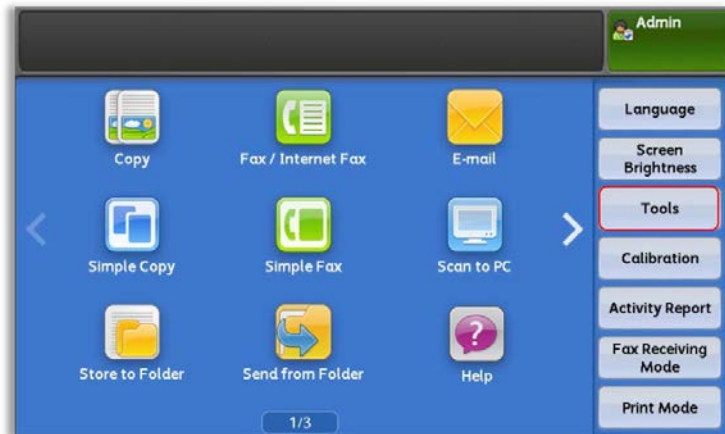 Admin
Copy
Fax / Internet Fax
E-mail
Simple Copy
Simple Fax
Scan to PC
Store to Folder
Send from Folder
Help
1/3
Language
Screen
Brightness
Tools
Calibration
Activity Report
Fax Receiving
Mode
Print Mode